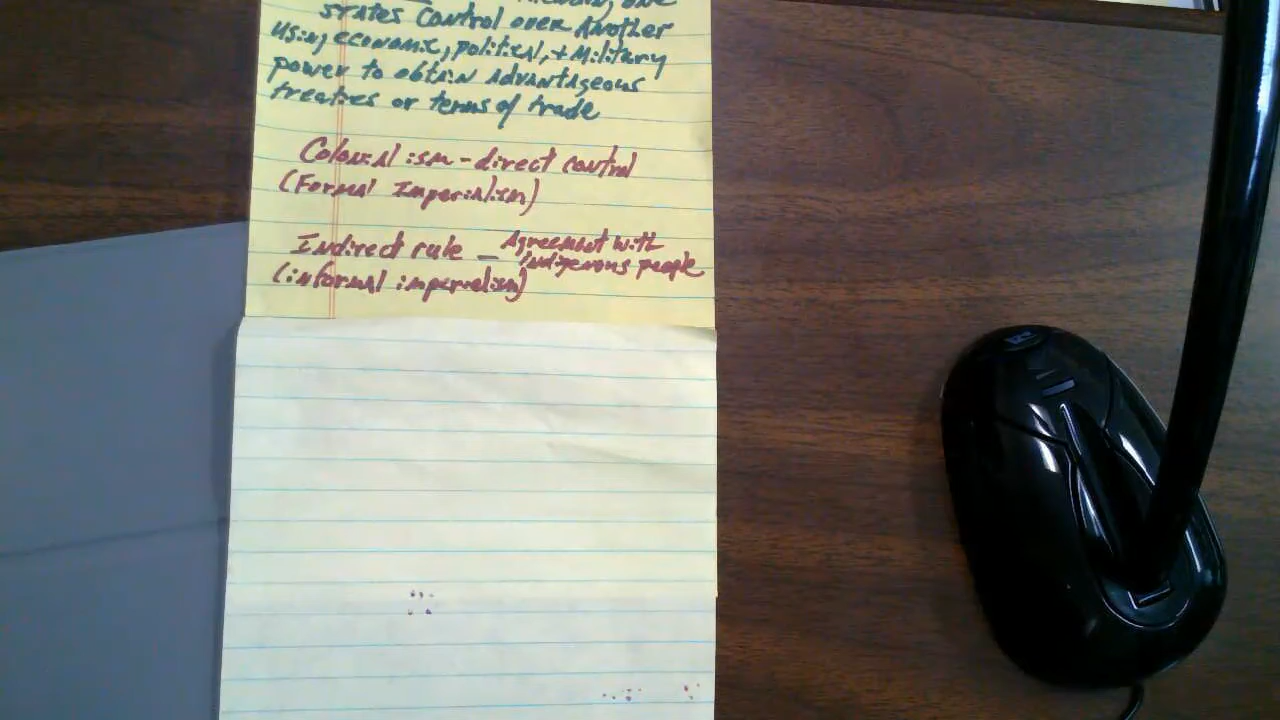 one
states control over Another
using economic, political, + Military
power to obtain advantageous
treaties or terms of trade
Colonialism - direct control
(Formal Imperialism)
Indirect rule - Agreement with
indigenous people
(informal imperialism)